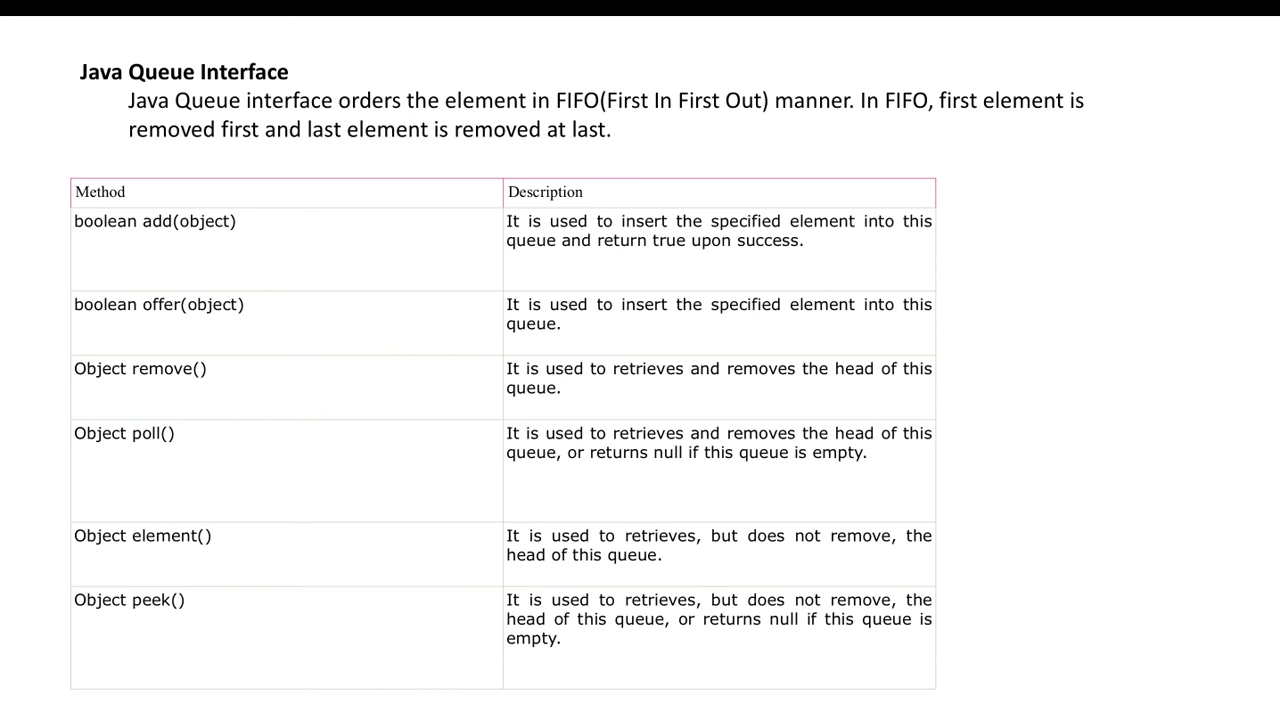 Java Queue Interface
Java Queue interface orders the element in FIFO(First In First Out) manner. In FIFO, first element is
removed first and last element is removed at last.
Method
Description
boolean add(object)
It is used to insert the specified element into this
queue and return true upon success.
boolean offer(object)
It is used to insert the specified element into this
queue.
Object remove()
It is used to retrieves and removes the head of this
queue.
Object poll()
It is used to retrieves and removes the head of this
queue, or returns null if this queue is empty.
Object element()
It is used to retrieves, but does not remove, the
head of this queue.
Object peek()
It is used to retrieves, but does not remove, the
head of this queue, or returns null if this queue is
empty.